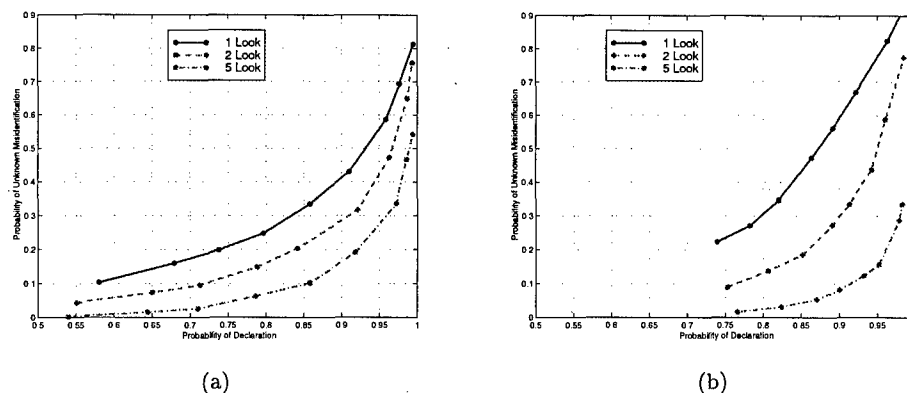 0.9
0.8
0.7
0.6
0.5
0.4
0.3
0.2
0.1
0
Probability of Unknown Misidentification
1 Look
2 Look
5 Look
0.5 0.55 0.6 0.65 0.7 0.75 0.8 0.85 0.9 0.95 1
Probability of Declaration
(a)
0.9
0.8
0.7
0.6
0.5
0.4
0.3
0.2
0.1
0
Probability of Unknown Misidentification
1 Look
2 Look
5 Look
0.5 0.55 0.6 0.65 0.7 0.75 0.8 0.85 0.9 0.95
Probability of Declaration
(b)